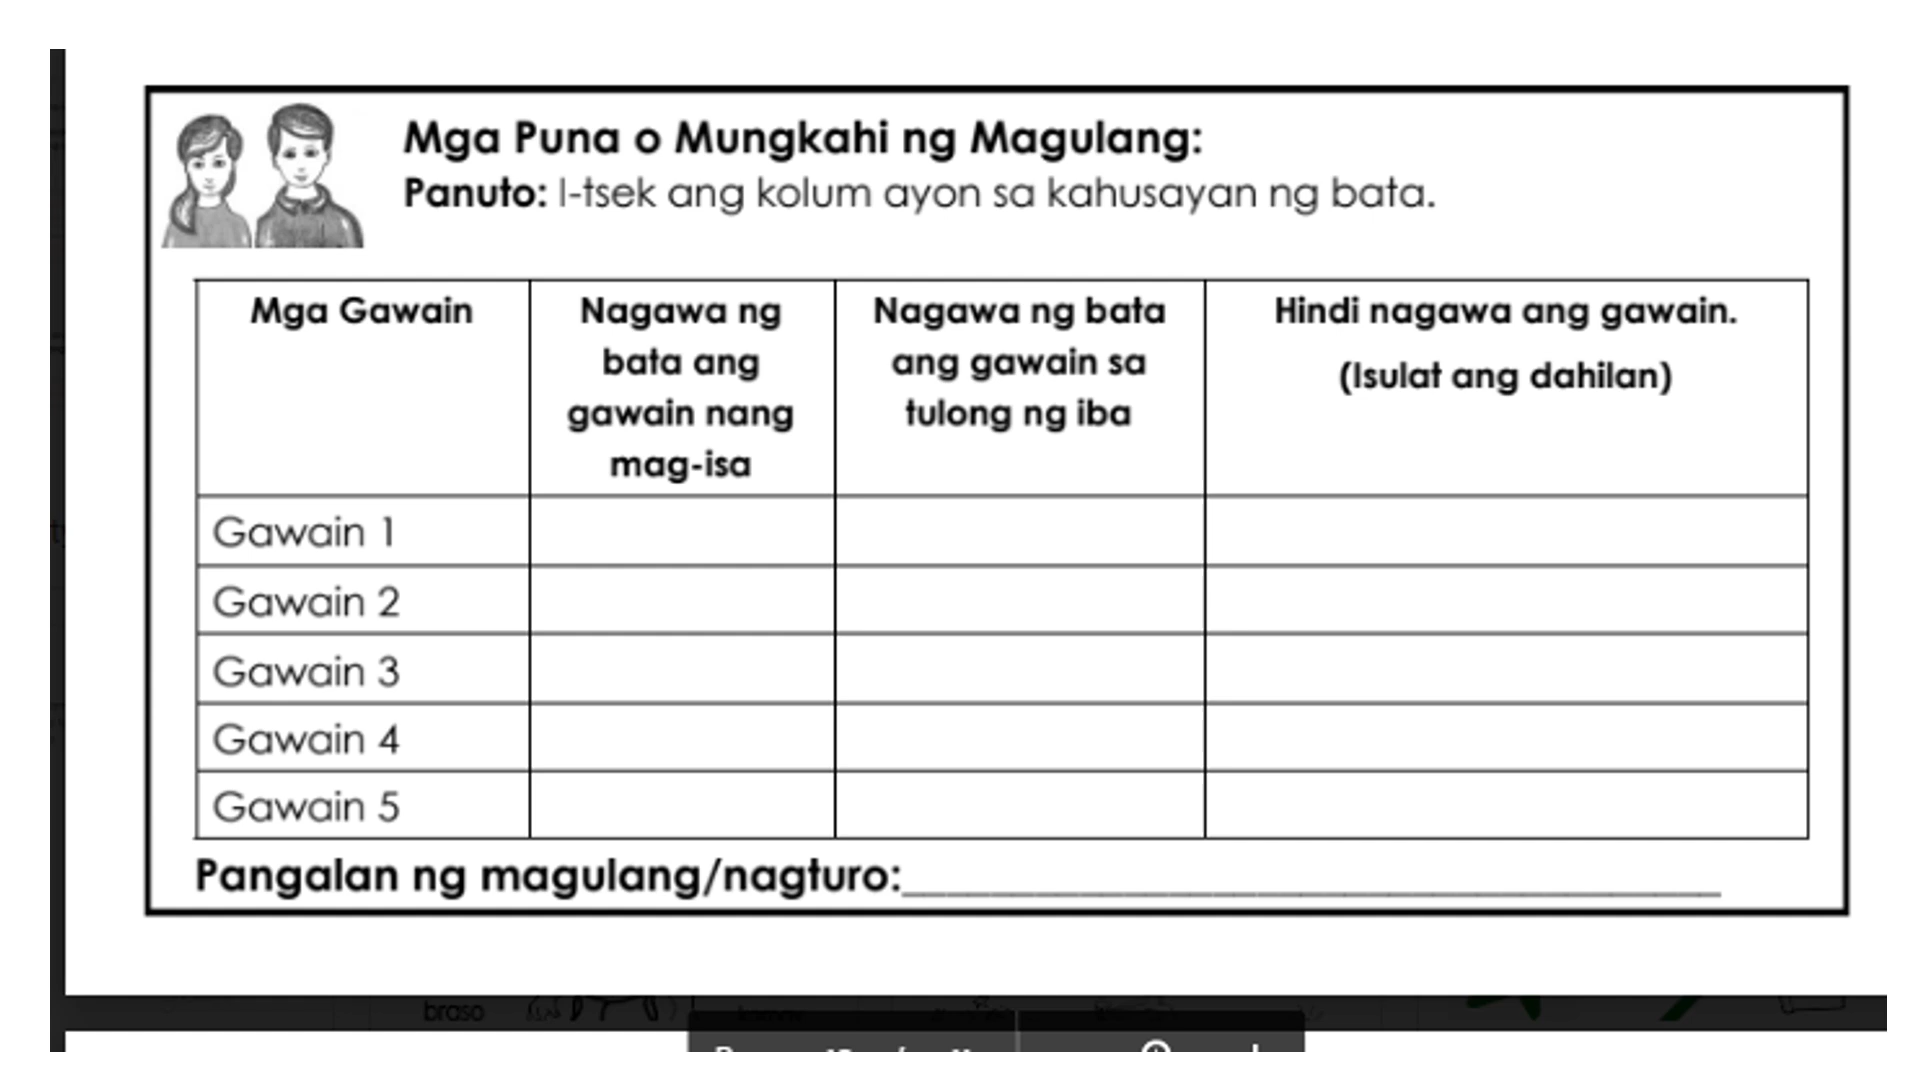 Mga Puna o Mungkahi ng Magulang:
Panuto: I-tsek ang kolum ayon sa kahusayan ng bata.
Mga Gawain
Nagawa ng
bata ang
gawain nang
mag-isa
Nagawa ng bata
ang gawain sa
tulong ng iba
Hindi nagawa ang gawain.
(Isulat ang dahilan)
Gawain 1
Gawain 2
Gawain 3
Gawain 4
Gawain 5
Pangalan ng magulang/nagturo:
braso